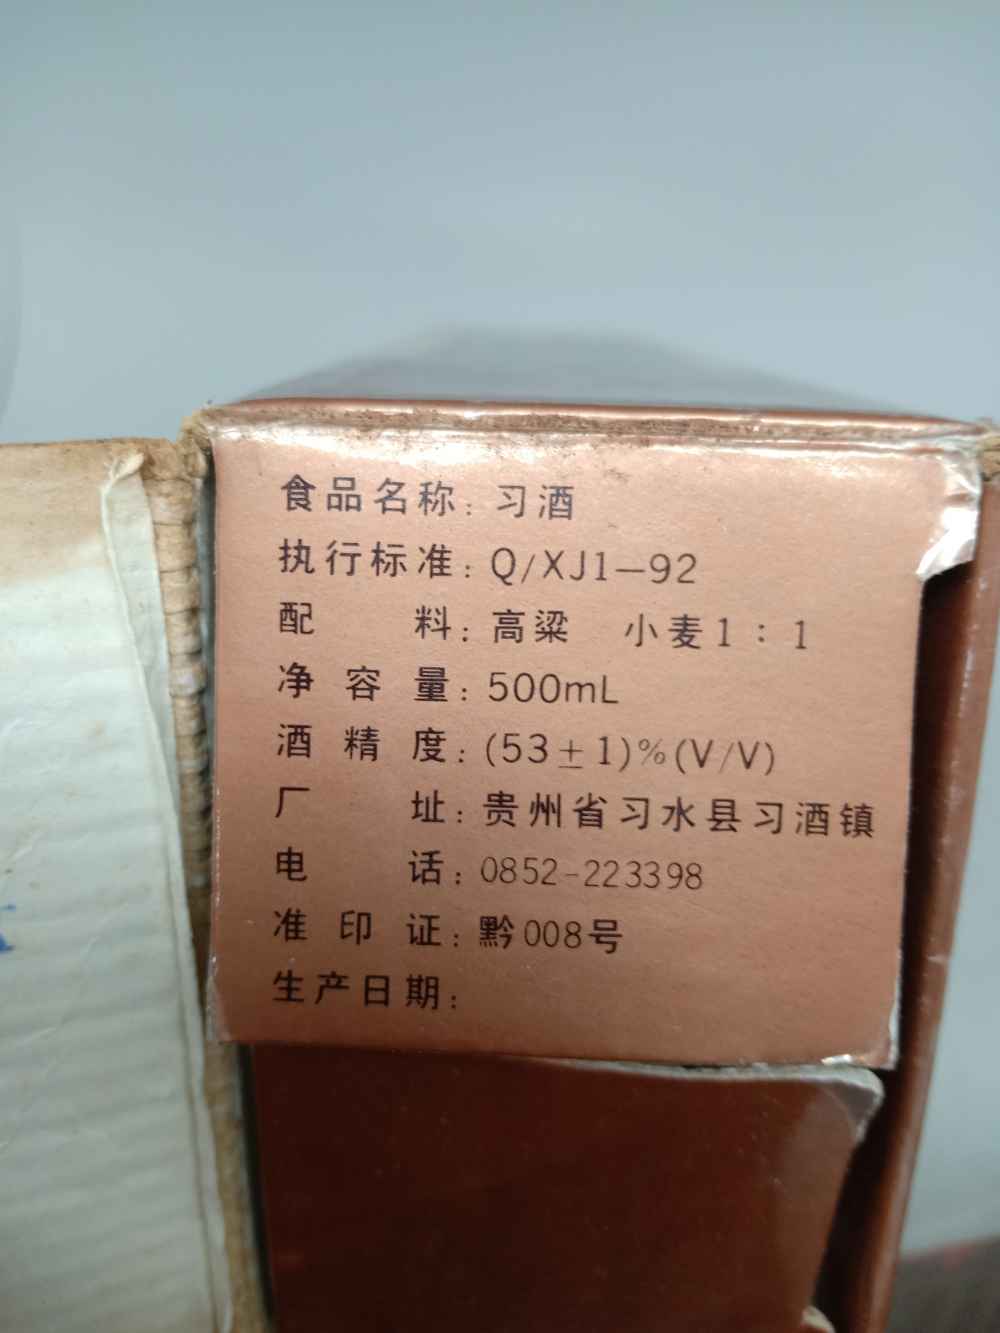 食品名称：习酒
执行标准：Q/XJ1—92
配料：高粱 小麦1：1
净容量：500mL
酒精度：(53±1)%(V/V)
厂址：贵州省习水县习酒镇
电话：0852-223398
准印证：黔008号
生产日期：